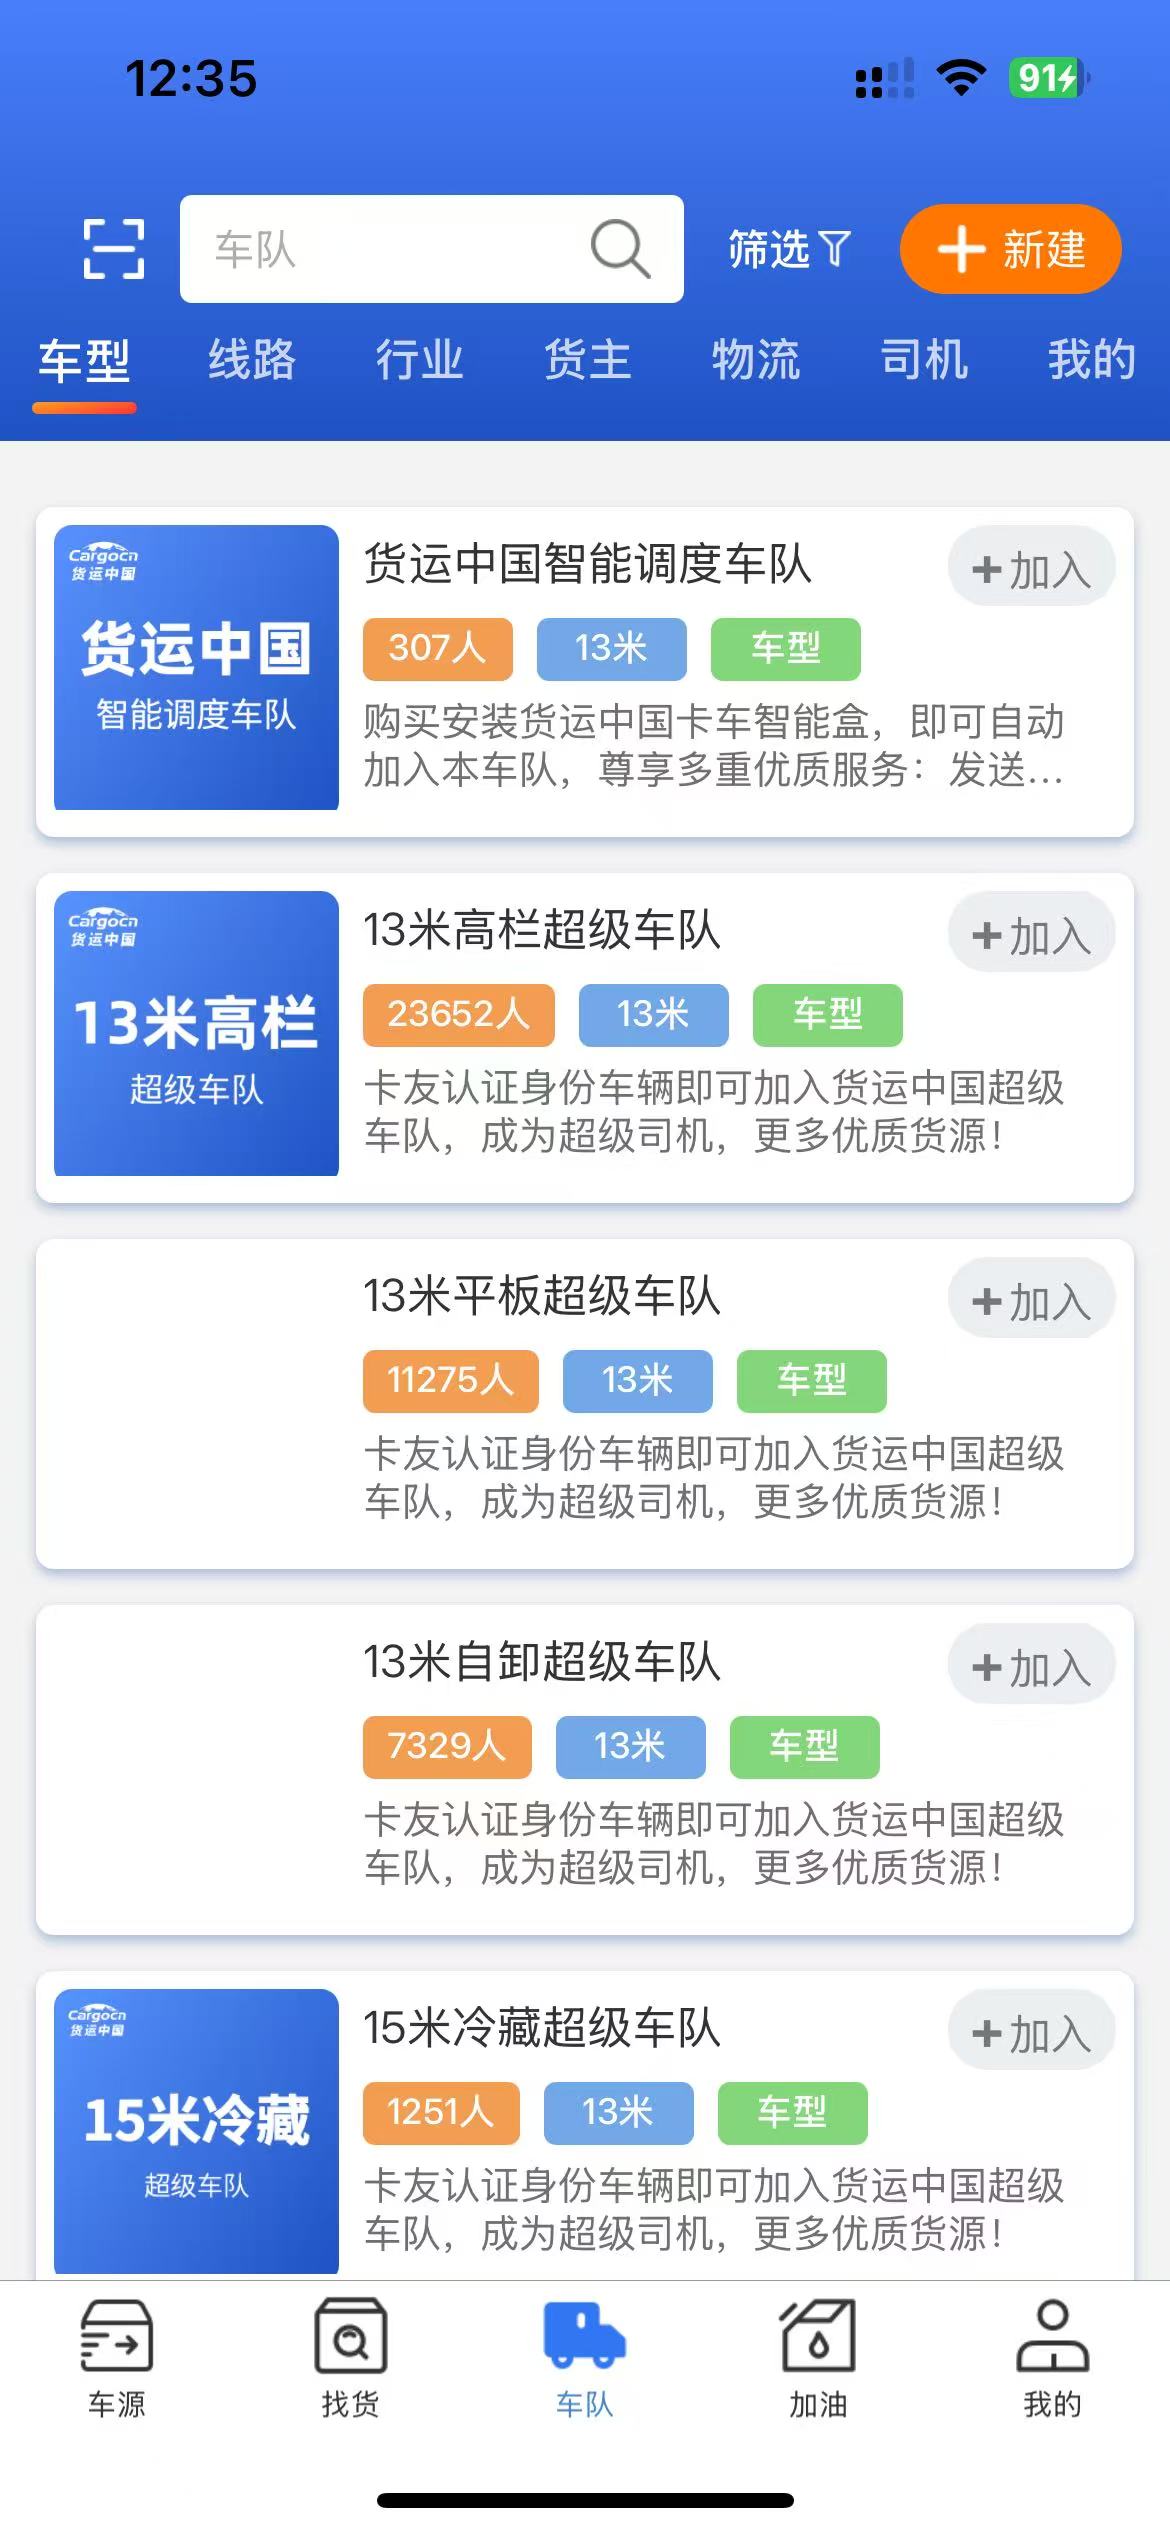 12:35
91
车队
筛选
新建
车型 线路 行业 货主 物流 司机 我的
Cargocn
货运中国
货运中国
智能调度车队
货运中国智能调度车队
+加入
307人 13米 车型
购买安装货运中国卡车智能盒，即可自动
加入本车队，尊享多重优质服务：发送...
Cargocn
货运中国
13米高栏
超级车队
13米高栏超级车队
+加入
23652人 13米 车型
卡友认证身份车辆即可加入货运中国超级
车队，成为超级司机，更多优质货源！
13米平板超级车队
+加入
11275人 13米 车型
卡友认证身份车辆即可加入货运中国超级
车队，成为超级司机，更多优质货源！
13米自卸超级车队
+加入
7329人 13米 车型
卡友认证身份车辆即可加入货运中国超级
车队，成为超级司机，更多优质货源！
Cargocn
货运中国
15米冷藏
超级车队
15米冷藏超级车队
+加入
1251人 13米 车型
卡友认证身份车辆即可加入货运中国超级
车队，成为超级司机，更多优质货源！
车源 找货 车队 加油 我的